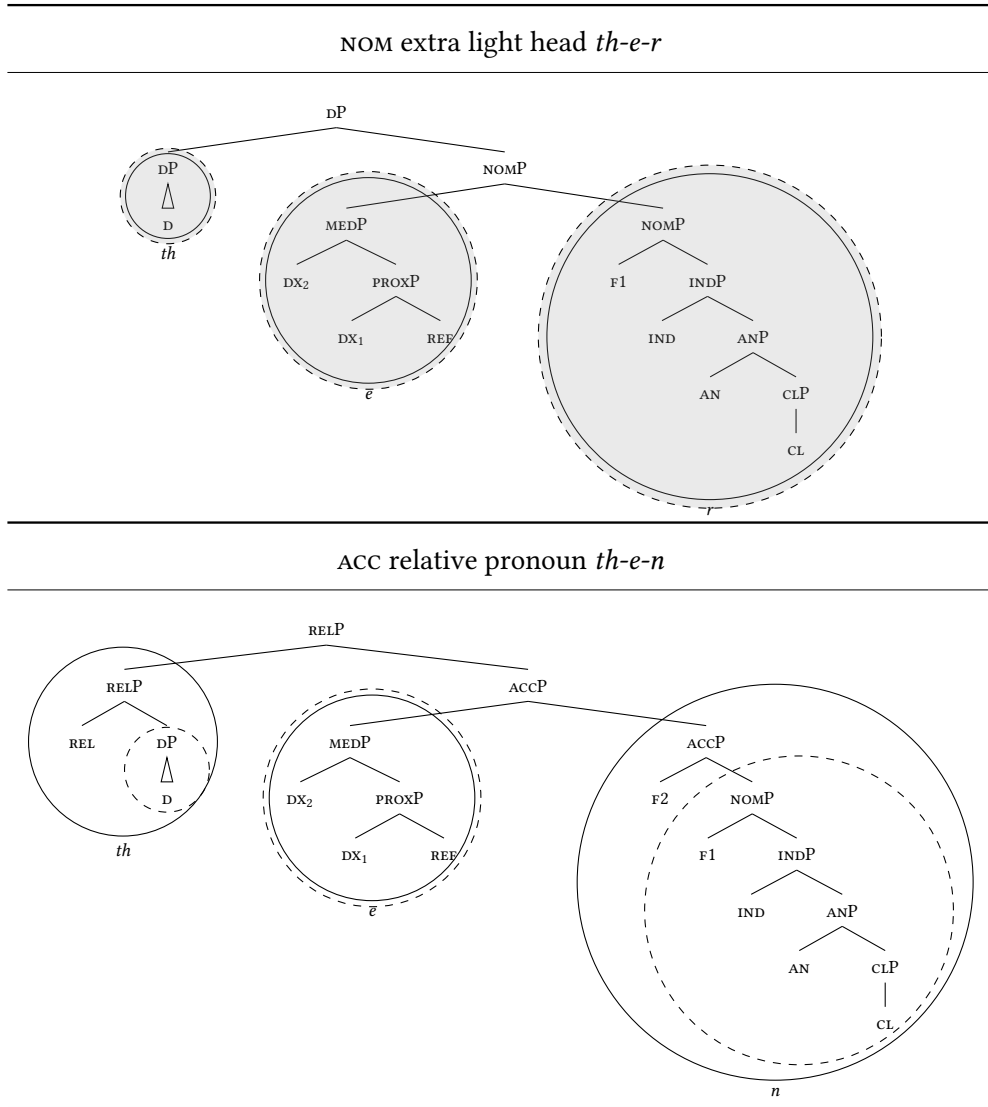 NOM extra light head th-e-r
DP
DP NOMP
D MEDP NOMP
th
DX₂ PROXP F1 INDP
DX₁ REF IND ANP
e
AN CLP
CL
r
ACC relative pronoun th-e-n
RELP
RELP ACCP
REL DP MEDP ACCP
D DX₂ PROXP F2 NOMP
th
DX₁ REF F1 INDP
e
IND ANP
AN CLP
CL
n